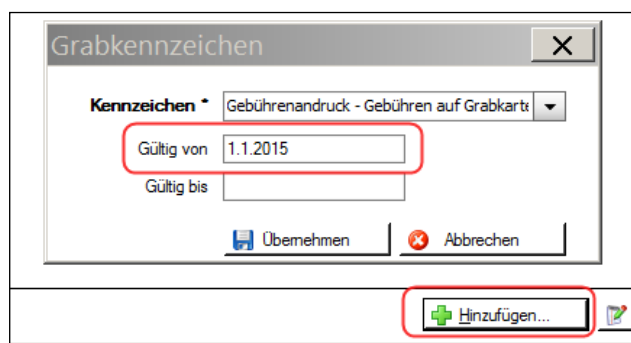 Grabkennzeichen
Kennzeichen * Gebührenandruck - Gebühren auf Grabkarte
Gültig von 1.1.2015
Gültig bis
Übernehmen Abbrechen
Hinzufügen...